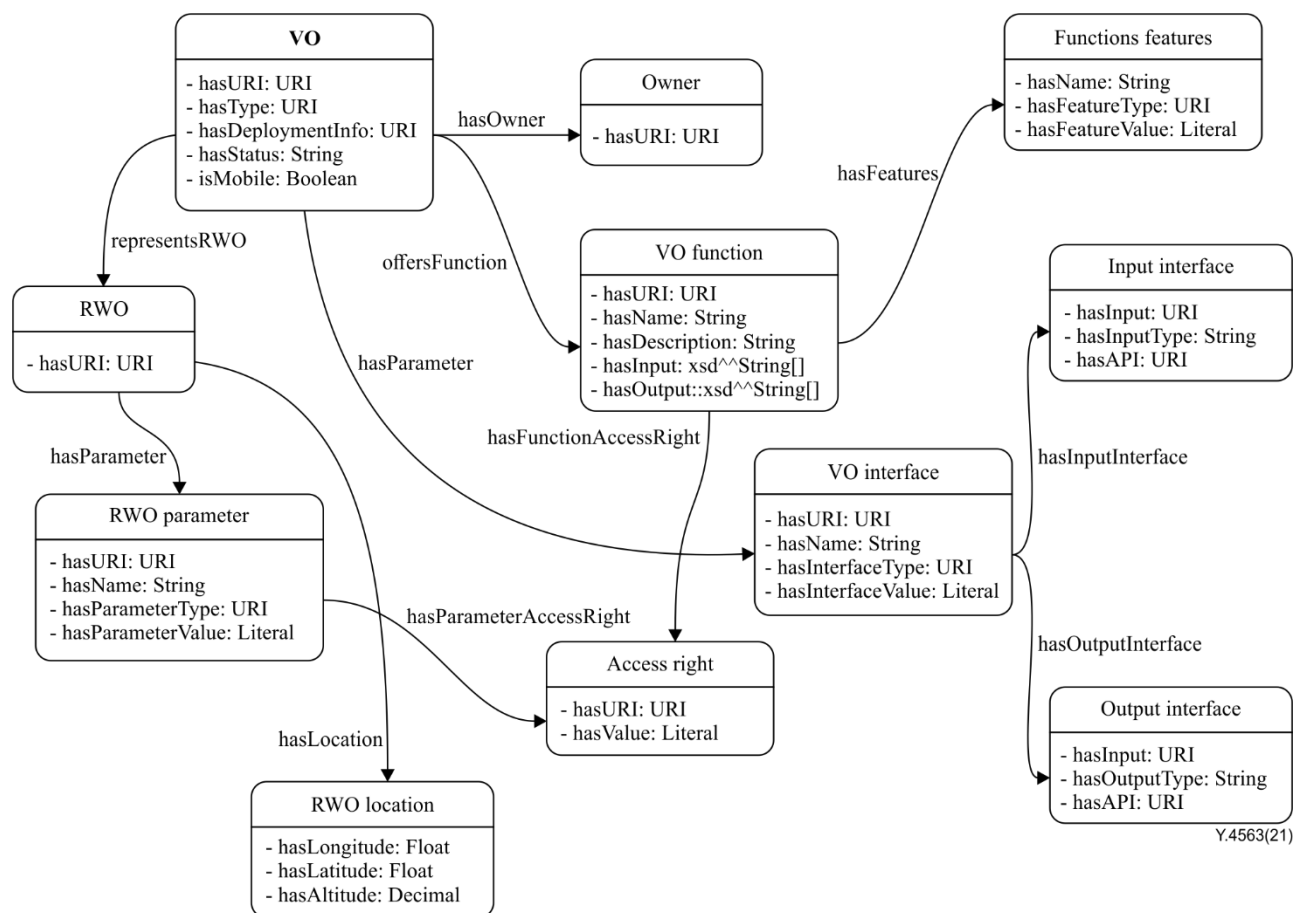 VO
- hasURI: URI
- hasType: URI
- hasDeploymentInfo: URI
- hasStatus: String
- isMobile: Boolean
hasOwner
Owner
- hasURI: URI
Functions features
- hasName: String
- hasFeatureType: URI
- hasFeatureValue: Literal
hasFeatures
representsRWO
offersFunction
VO function
- hasURI: URI
- hasName: String
- hasDescription: String
- hasInput: xsd^^String[]
- hasOutput::xsd^^String[]
Input interface
- hasInput: URI
- hasInputType: String
- hasAPI: URI
RWO
- hasURI: URI
hasParameter
hasFunctionAccessRight
hasInputInterface
hasParameter
VO interface
- hasURI: URI
- hasName: String
- hasInterfaceType: URI
- hasInterfaceValue: Literal
RWO parameter
- hasURI: URI
- hasName: String
- hasParameterType: URI
- hasParameterValue: Literal
hasParameterAccessRight
hasOutputInterface
Access right
- hasURI: URI
- hasValue: Literal
Output interface
- hasInput: URI
- hasOutputType: String
- hasAPI: URI
hasLocation
RWO location
- hasLongitude: Float
- hasLatitude: Float
- hasAltitude: Decimal
Y.4563(21)